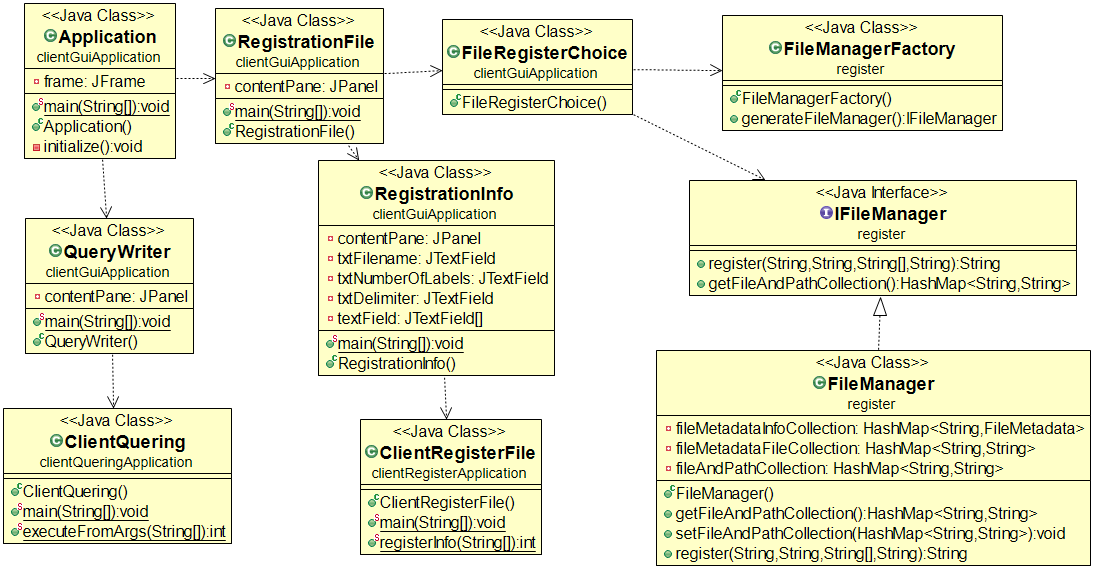 <<Java Class>>
Application
clientGuiApplication
frame: JFrame
main(String[]):void
Application()
initialize():void
<<Java Class>>
RegistrationFile
clientGuiApplication
contentPane: JPanel
main(String[]):void
RegistrationFile()
<<Java Class>>
FileRegisterChoice
clientGuiApplication
FileRegisterChoice()
<<Java Class>>
FileManagerFactory
register
FileManagerFactory()
generateFileManager():IFileManager
<<Java Class>>
RegistrationInfo
clientGuiApplication
contentPane: JPanel
txtFilename: JTextField
txtNumberOfLabels: JTextField
txtDelimiter: JTextField
textField: JTextField[]
main(String[]):void
RegistrationInfo()
<<Java Interface>>
IFileManager
register
register(String,String,String[],String):String
getFileAndPathCollection():HashMap<String,String>
<<Java Class>>
QueryWriter
clientGuiApplication
contentPane: JPanel
main(String[]):void
QueryWriter()
<<Java Class>>
FileManager
register
fileMetadataInfoCollection: HashMap<String,FileMetadata>
fileMetadataFileCollection: HashMap<String,String>
fileAndPathCollection: HashMap<String,String>
FileManager()
getFileAndPathCollection():HashMap<String,String>
setFileAndPathCollection(HashMap<String,String>):void
register(String,String,String[],String):String
<<Java Class>>
ClientQuering
clientQueringApplication
ClientQuering()
main(String[]):void
executeFromArgs(String[]):int
<<Java Class>>
ClientRegisterFile
clientRegisterApplication
ClientRegisterFile()
main(String[]):void
registerInfo(String[]):int